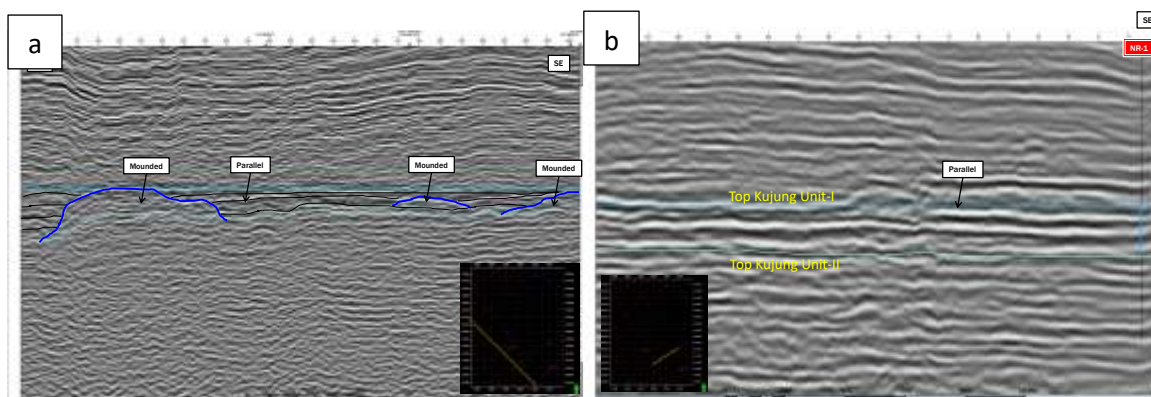 a
SE
Mounded
Parallel
Mounded
Mounded
b
SE
NR-1
Parallel
Top Kujung Unit-I
Top Kujung Unit-II